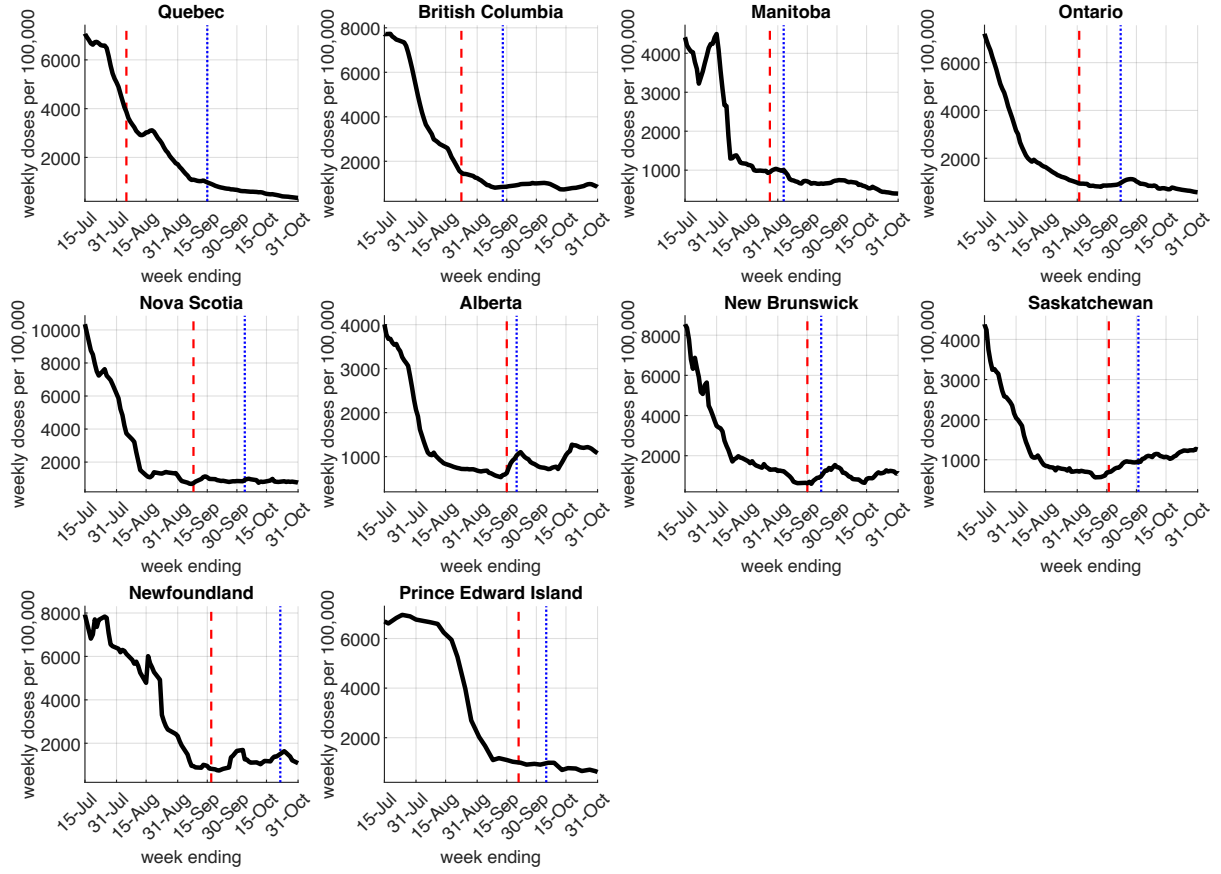 Quebec
weekly doses per 100,000
6000
4000
2000
15-Jul
31-Jul
15-Aug
31-Aug
15-Sep
30-Sep
15-Oct
31-Oct
week ending
British Columbia
weekly doses per 100,000
8000
6000
4000
2000
15-Jul
31-Jul
15-Aug
31-Aug
15-Sep
30-Sep
15-Oct
31-Oct
week ending
Manitoba
weekly doses per 100,000
4000
3000
2000
1000
15-Jul
31-Jul
15-Aug
31-Aug
15-Sep
30-Sep
15-Oct
31-Oct
week ending
Ontario
weekly doses per 100,000
6000
4000
2000
15-Jul
31-Jul
15-Aug
31-Aug
15-Sep
30-Sep
15-Oct
31-Oct
week ending
Nova Scotia
weekly doses per 100,000
10000
8000
6000
4000
2000
15-Jul
31-Jul
15-Aug
31-Aug
15-Sep
30-Sep
15-Oct
31-Oct
week ending
Alberta
weekly doses per 100,000
4000
3000
2000
1000
15-Jul
31-Jul
15-Aug
31-Aug
15-Sep
30-Sep
15-Oct
31-Oct
week ending
New Brunswick
weekly doses per 100,000
8000
6000
4000
2000
15-Jul
31-Jul
15-Aug
31-Aug
15-Sep
30-Sep
15-Oct
31-Oct
week ending
Saskatchewan
weekly doses per 100,000
4000
3000
2000
1000
15-Jul
31-Jul
15-Aug
31-Aug
15-Sep
30-Sep
15-Oct
31-Oct
week ending
Newfoundland
weekly doses per 100,000
8000
6000
4000
2000
15-Jul
31-Jul
15-Aug
31-Aug
15-Sep
30-Sep
15-Oct
31-Oct
week ending
Prince Edward Island
weekly doses per 100,000
6000
4000
2000
15-Jul
31-Jul
15-Aug
31-Aug
15-Sep
30-Sep
15-Oct
31-Oct
week ending